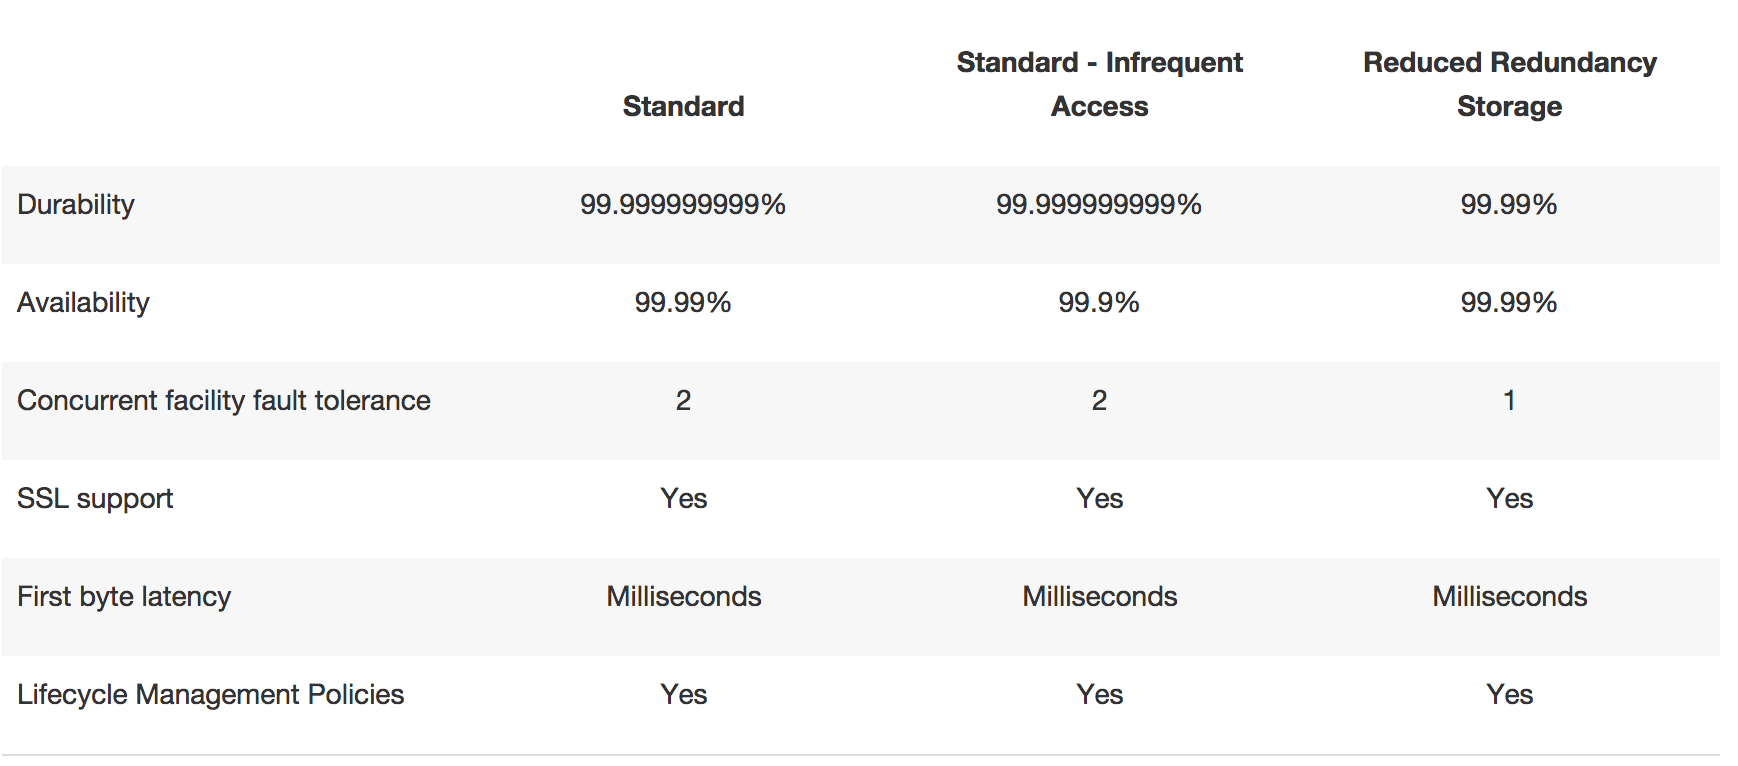 Standard
Standard - Infrequent
Access
Reduced Redundancy
Storage
Durability 99.999999999% 99.999999999% 99.99%
Availability 99.99% 99.9% 99.99%
Concurrent facility fault tolerance 2 2 1
SSL support Yes Yes Yes
First byte latency Milliseconds Milliseconds Milliseconds
Lifecycle Management Policies Yes Yes Yes